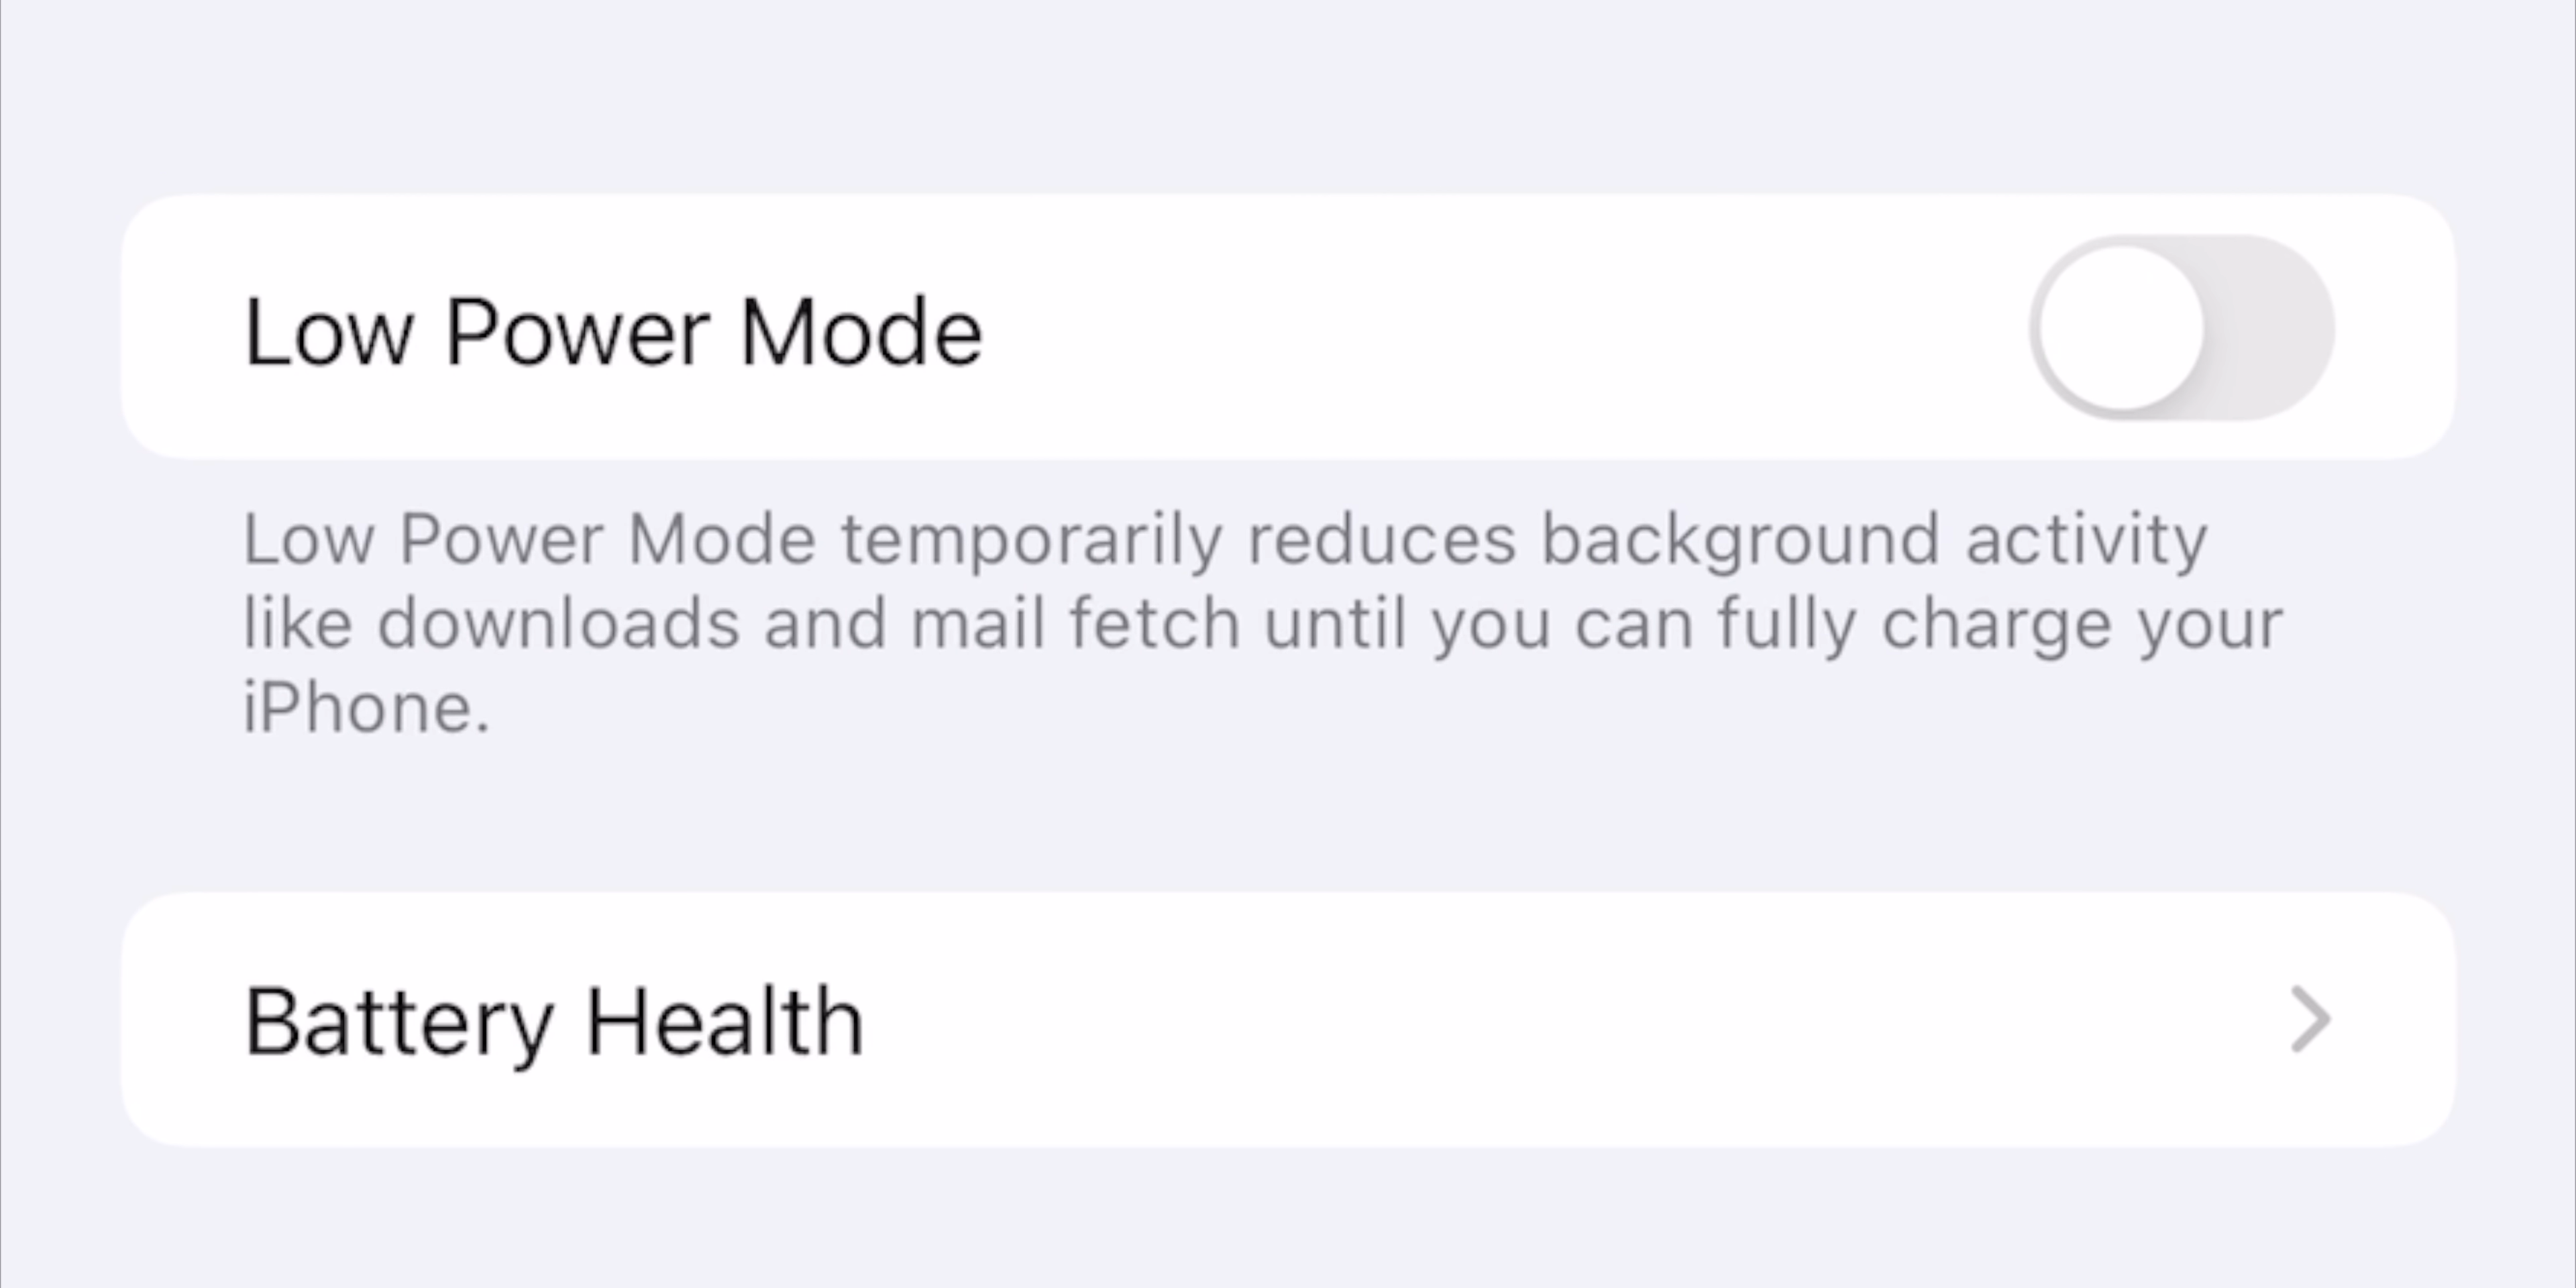 Low Power Mode
Low Power Mode temporarily reduces background activity
like downloads and mail fetch until you can fully charge your
iPhone.
Battery Health